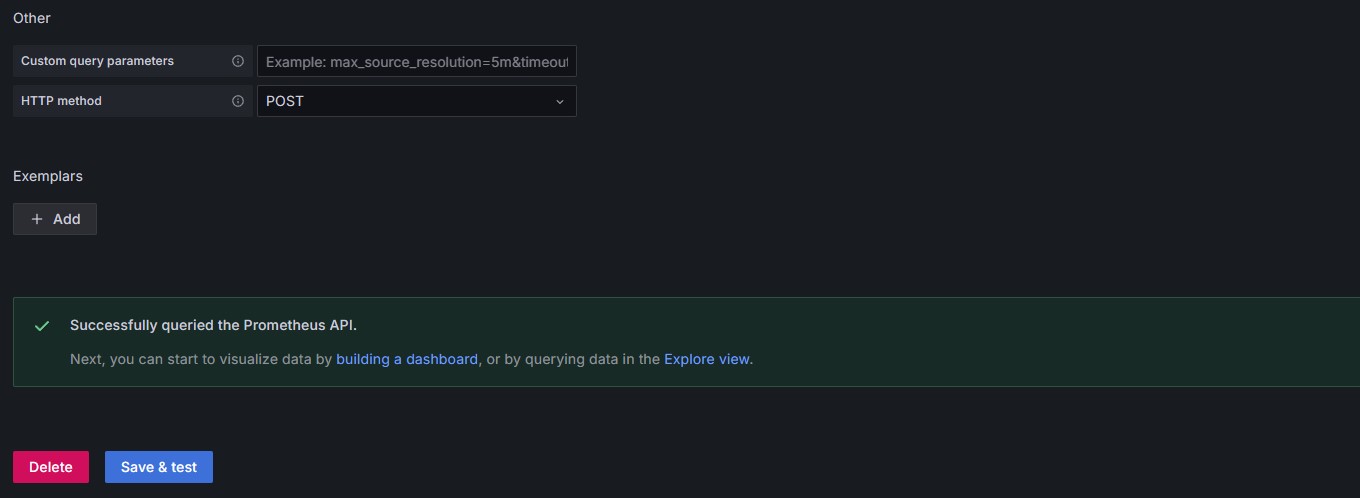 Other
Custom query parameters
Example: max_source_resolution=5m&timeout
HTTP method
POST
Exemplars
Add
Successfully queried the Prometheus API.
Next, you can start to visualize data by building a dashboard, or by querying data in the Explore view.
Delete
Save & test